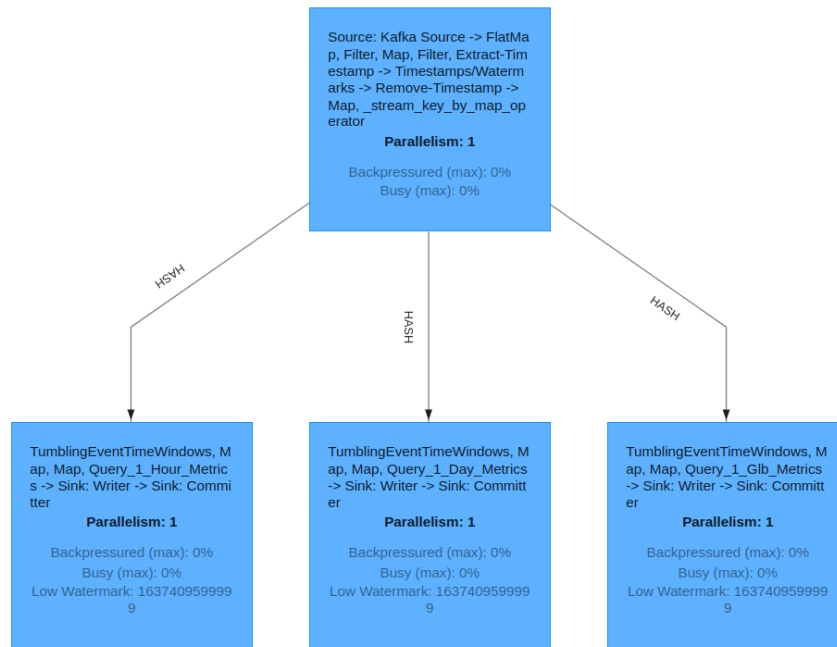 Source: Kafka Source -> FlatMa
p, Filter, Map, Filter, Extract-Tim
estamp -> Timestamps/Waterm
arks -> Remove-Timestamp ->
Map, _stream_key_by_map_op
erator
Parallelism: 1
Backpressured (max): 0%
Busy (max): 0%
HASH
HASH
HASH
TumblingEventTimeWindows, M
ap, Map, Query_1_Hour_Metric
s -> Sink: Writer -> Sink: Commi
tter
Parallelism: 1
Backpressured (max): 0%
Busy (max): 0%
Low Watermark: 163740959999
9
TumblingEventTimeWindows, M
ap, Map, Query_1_Day_Metrics
-> Sink: Writer -> Sink: Committ
er
Parallelism: 1
Backpressured (max): 0%
Busy (max): 0%
Low Watermark: 163740959999
9
TumblingEventTimeWindows, M
ap, Map, Query_1_Glb_Metrics
-> Sink: Writer -> Sink: Committ
er
Parallelism: 1
Backpressured (max): 0%
Busy (max): 0%
Low Watermark: 163740959999
9